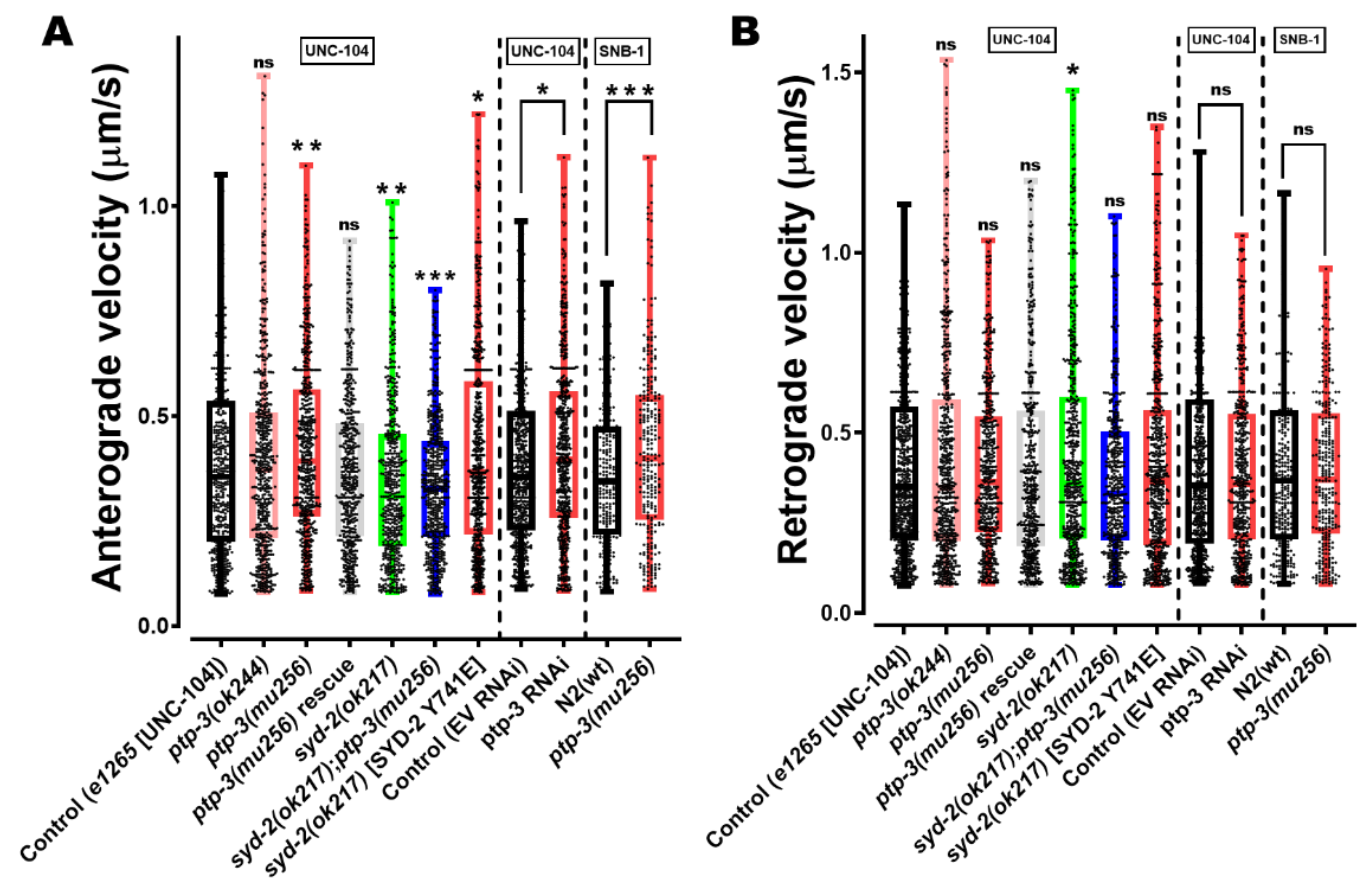 A
Anterograde velocity (μm/s)
UNC-104
UNC-104
SNB-1
ns
* *
ns
* *
* * *
*
*
* * *
1.0
0.5
0.0
Control (e1265 [UNC-104])
ptp-3(ok244)
ptp-3(mu256)
ptp-3(mu256) rescue
syd-2(ok217)
syd-2(ok217);ptp-3(mu256)
syd-2(ok217) [SYD-2 Y741E]
Control (EV RNAi)
ptp-3 RNAi
N2(wt)
ptp-3(mu256)
B
Retrograde velocity (μm/s)
UNC-104
UNC-104
SNB-1
ns
ns
ns
*
ns
ns
ns
ns
1.5
1.0
0.5
0.0
Control (e1265 [UNC-104])
ptp-3(ok244)
ptp-3(mu256)
ptp-3(mu256) rescue
syd-2(ok217)
syd-2(ok217);ptp-3(mu256)
syd-2(ok217) [SYD-2 Y741E]
Control (EV RNAi)
ptp-3 RNAi
N2(wt)
ptp-3(mu256)